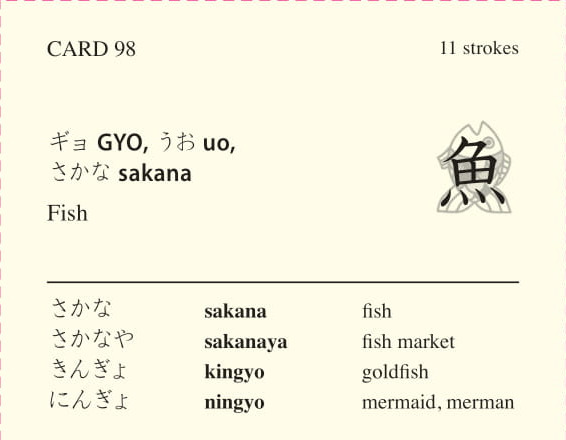 CARD 98 11 strokes
ギョ GYO, うお uo,
さかな sakana
魚
Fish
さかな sakana fish
さかなや sakanaya fish market
きんぎょ kingyo goldfish
にんぎょ ningyo mermaid, merman